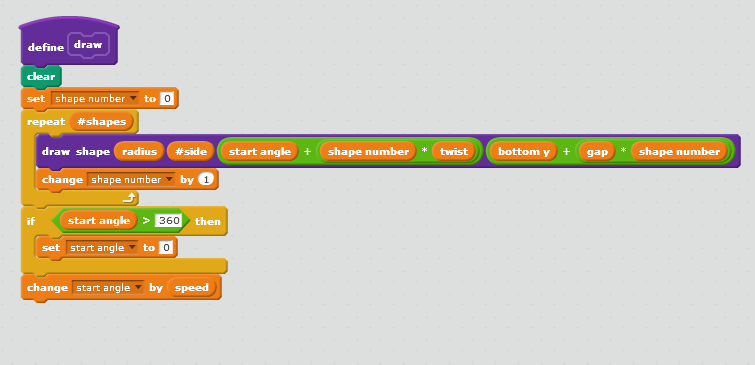 define draw
clear
set shape number to 0
repeat #shapes
draw shape radius #side start angle + shape number * twist bottom y + gap * shape number
change shape number by 1
if start angle > 360 then
set start angle to 0
change start angle by speed